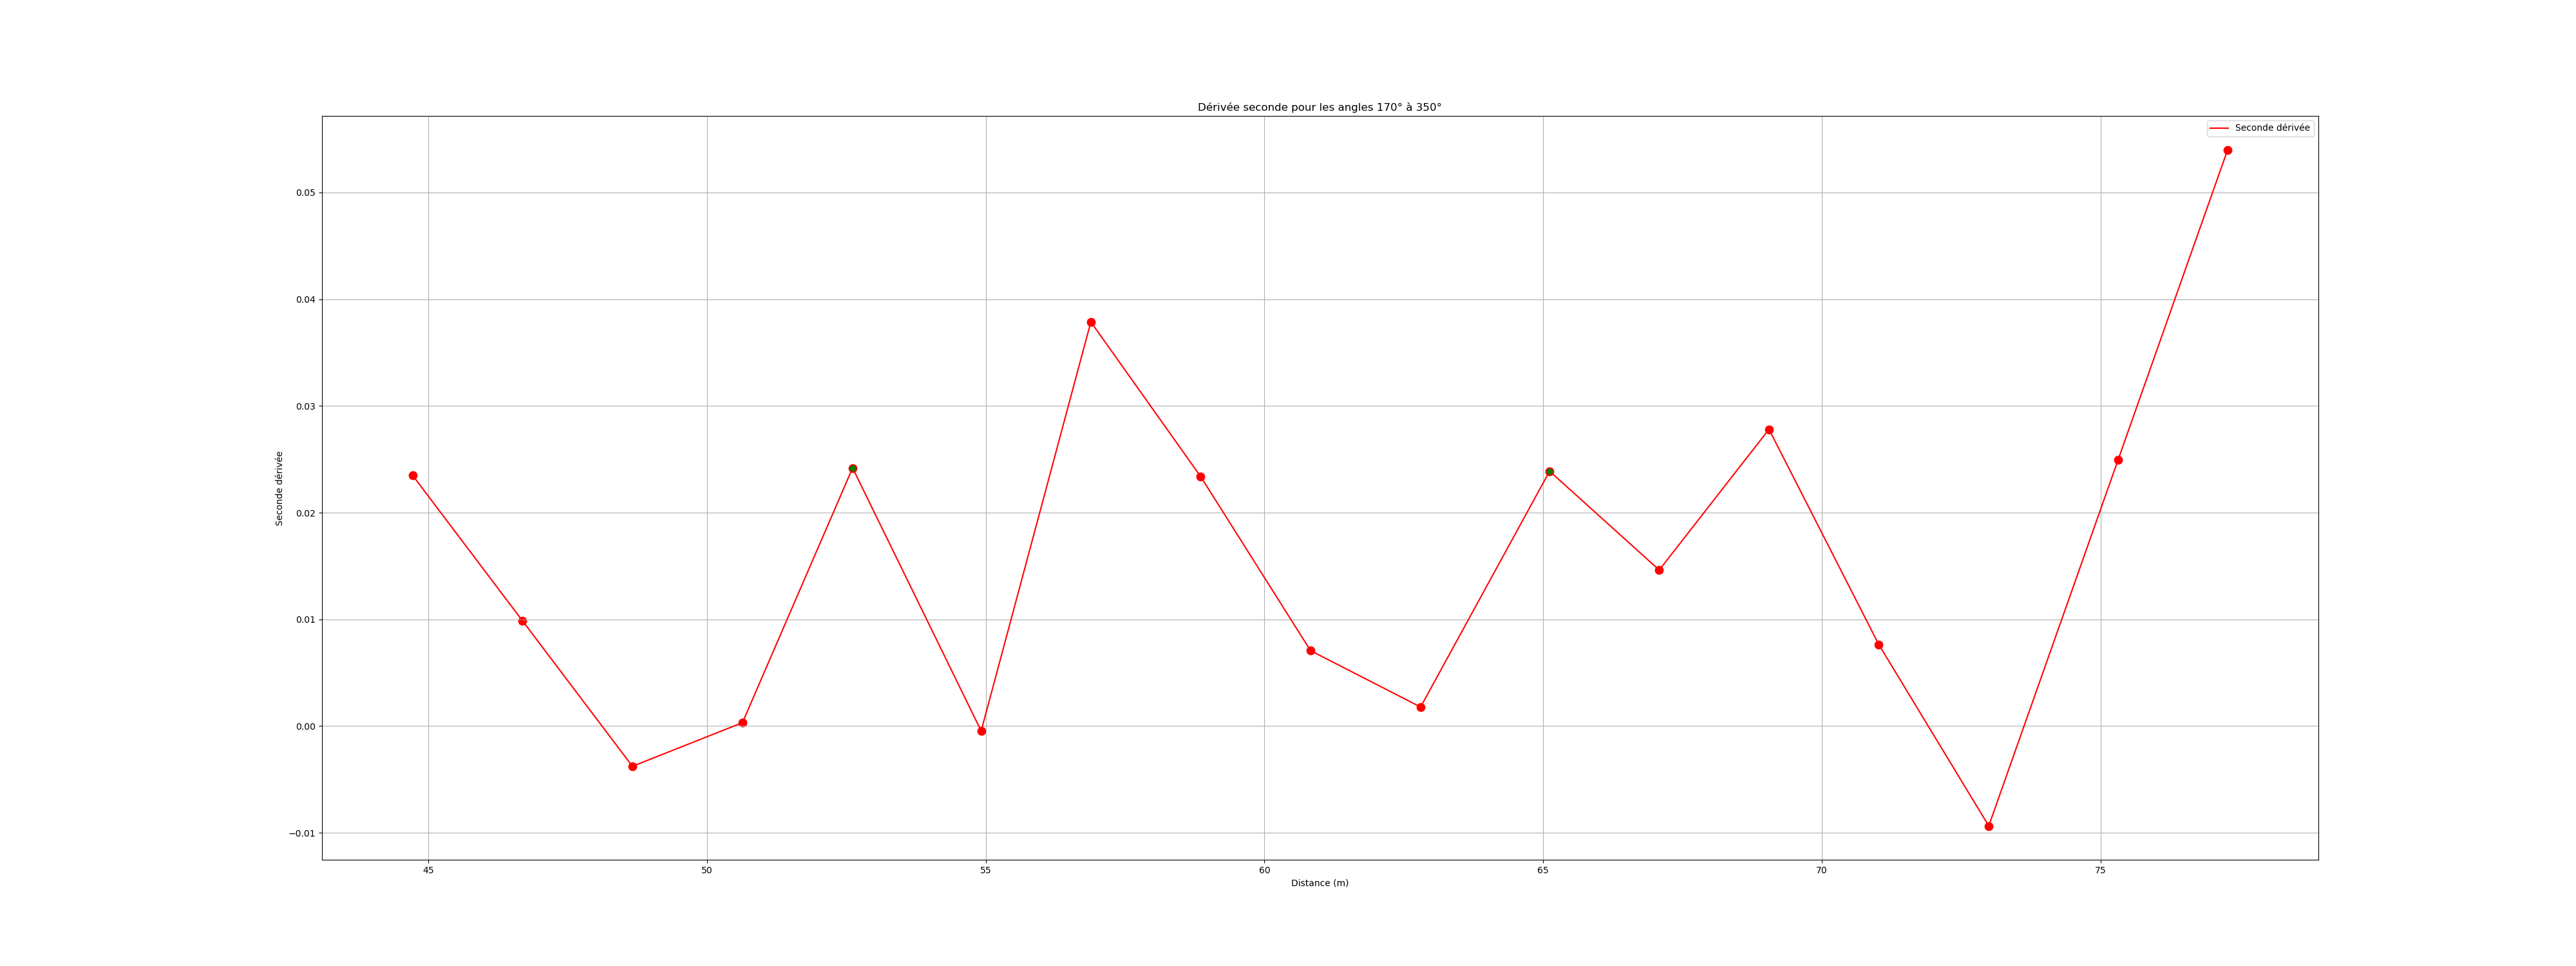 Dérivée seconde pour les angles 170° à 350°
Seconde dérivée
0.05
0.04
0.03
0.02
0.01
0.00
−0.01
Seconde dérivée
45 50 55 60 65 70 75
Distance (m)